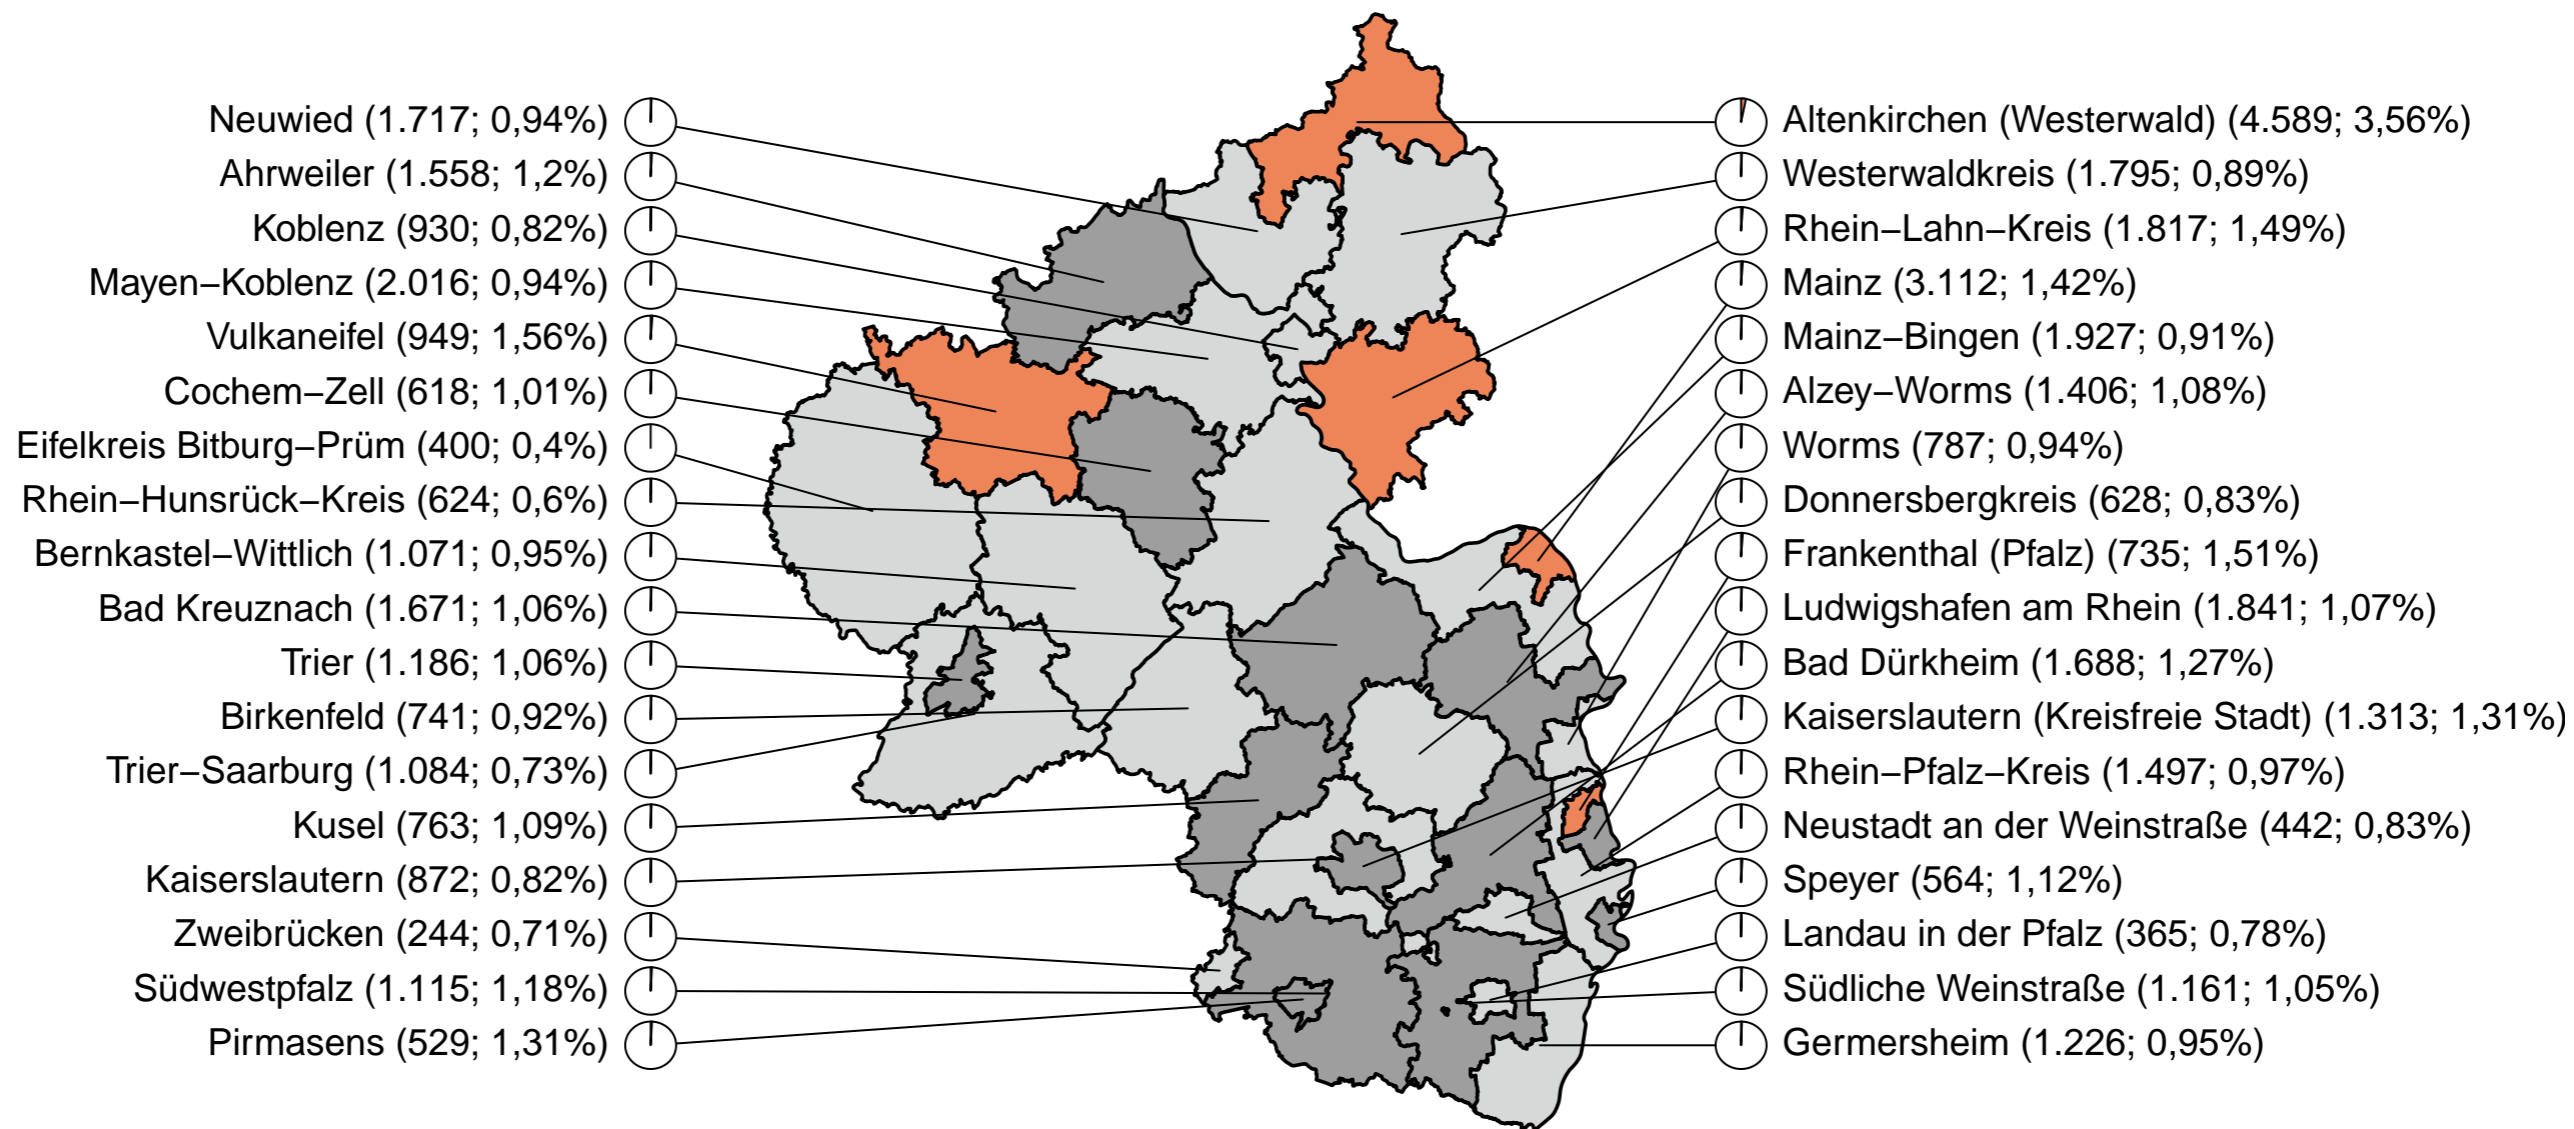 Neuwied (1.717; 0,94%)
Ahrweiler (1.558; 1,2%)
Koblenz (930; 0,82%)
Mayen−Koblenz (2.016; 0,94%)
Vulkaneifel (949; 1,56%)
Cochem−Zell (618; 1,01%)
Eifelkreis Bitburg−Prüm (400; 0,4%)
Rhein−Hunsrück−Kreis (624; 0,6%)
Bernkastel−Wittlich (1.071; 0,95%)
Bad Kreuznach (1.671; 1,06%)
Trier (1.186; 1,06%)
Birkenfeld (741; 0,92%)
Trier−Saarburg (1.084; 0,73%)
Kusel (763; 1,09%)
Kaiserslautern (872; 0,82%)
Zweibrücken (244; 0,71%)
Südwestpfalz (1.115; 1,18%)
Pirmasens (529; 1,31%)
Altenkirchen (Westerwald) (4.589; 3,56%)
Westerwaldkreis (1.795; 0,89%)
Rhein−Lahn−Kreis (1.817; 1,49%)
Mainz (3.112; 1,42%)
Mainz−Bingen (1.927; 0,91%)
Alzey−Worms (1.406; 1,08%)
Worms (787; 0,94%)
Donnersbergkreis (628; 0,83%)
Frankenthal (Pfalz) (735; 1,51%)
Ludwigshafen am Rhein (1.841; 1,07%)
Bad Dürkheim (1.688; 1,27%)
Kaiserslautern (Kreisfreie Stadt) (1.313; 1,31%)
Rhein−Pfalz−Kreis (1.497; 0,97%)
Neustadt an der Weinstraße (442; 0,83%)
Speyer (564; 1,12%)
Landau in der Pfalz (365; 0,78%)
Südliche Weinstraße (1.161; 1,05%)
Germersheim (1.226; 0,95%)